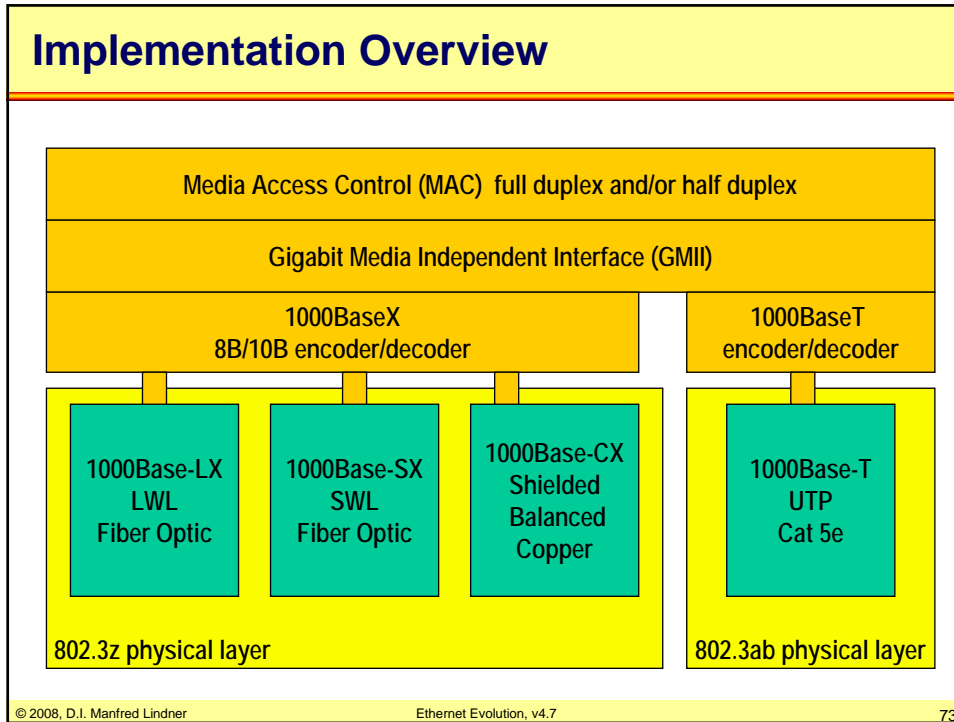 Implementation Overview
Media Access Control (MAC) full duplex and/or half duplex
Gigabit Media Independent Interface (GMII)
1000BaseX
8B/10B encoder/decoder
1000BaseT
encoder/decoder
1000Base-LX
LWL
Fiber Optic
1000Base-SX
SWL
Fiber Optic
1000Base-CX
Shielded
Balanced
Copper
1000Base-T
UTP
Cat 5e
802.3z physical layer
802.3ab physical layer
© 2008, D.I. Manfred Lindner
Ethernet Evolution, v4.7
73